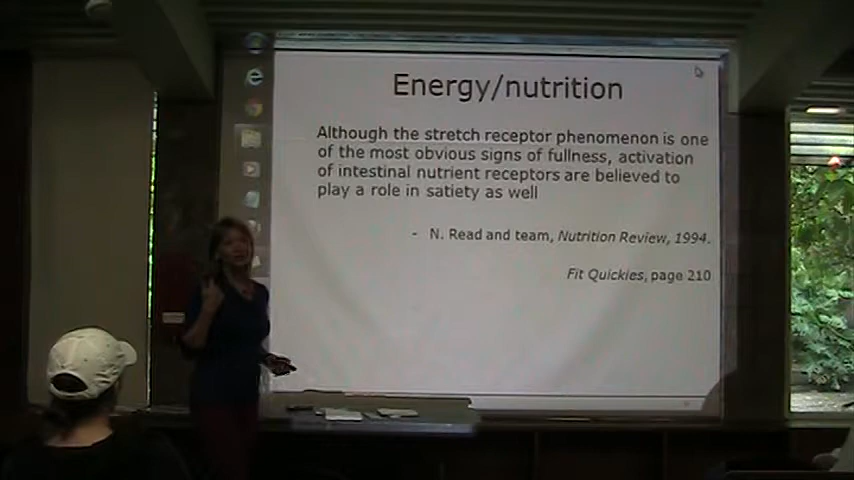 Energy/nutrition
Although the stretch receptor phenomenon is one
of the most obvious signs of fullness, activation
of intestinal nutrient receptors are believed to
play a role in satiety as well
- N. Read and team, Nutrition Review, 1994.
Fit Quickies, page 210